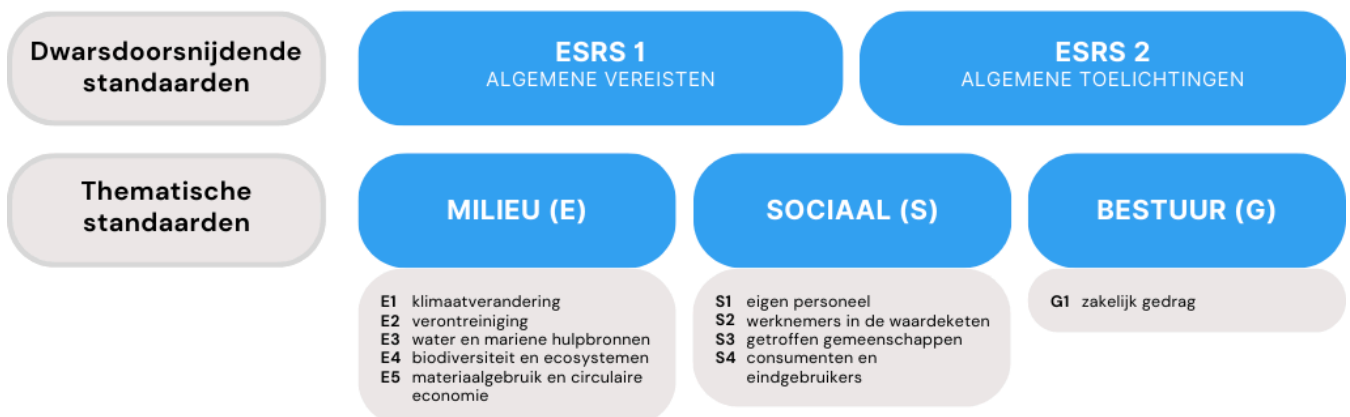 Dwarsdoorsnijdende
standaarden
ESRS 1
ALGEMENE VEREISTEN
ESRS 2
ALGEMENE TOELICHTINGEN
Thematische
standaarden
MILIEU (E)
SOCIAAL (S)
BESTUUR (G)
E1 klimaatverandering
E2 verontreiniging
E3 water en mariene hulpbronnen
E4 biodiversiteit en ecosystemen
E5 materiaalgebruik en circulaire
economie
S1 eigen personeel
S2 werknemers in de waardeketen
S3 getroffen gemeenschappen
S4 consumenten en
eindgebruikers
G1 zakelijk gedrag